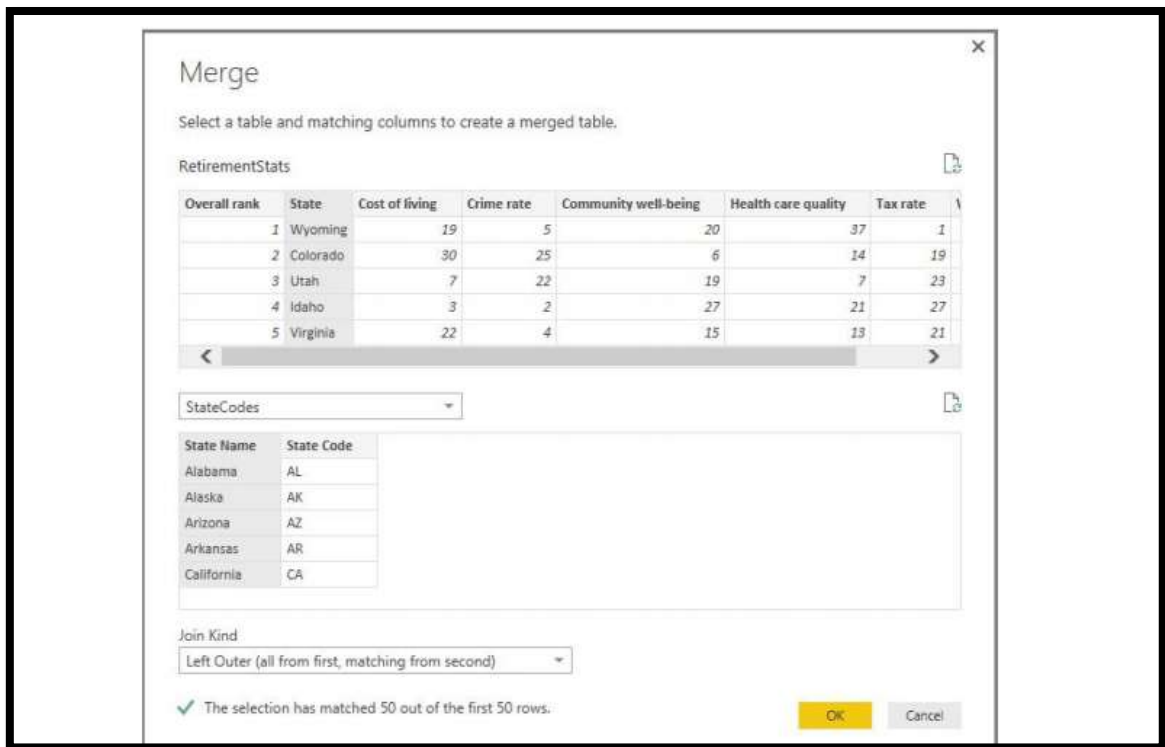 Merge
Select a table and matching columns to create a merged table.
RetirementStats
Overall rank State Cost of living Crime rate Community well-being Health care quality Tax rate
1 Wyoming 19 5 20 37 1
2 Colorado 30 25 6 14 19
3 Utah 7 22 19 7 23
4 Idaho 3 2 27 21 27
5 Virginia 22 4 15 13 21
StateCodes
State Name State Code
Alabama AL
Alaska AK
Arizona AZ
Arkansas AR
California CA
Join Kind
Left Outer (all from first, matching from second)
The selection has matched 50 out of the first 50 rows.
OK Cancel